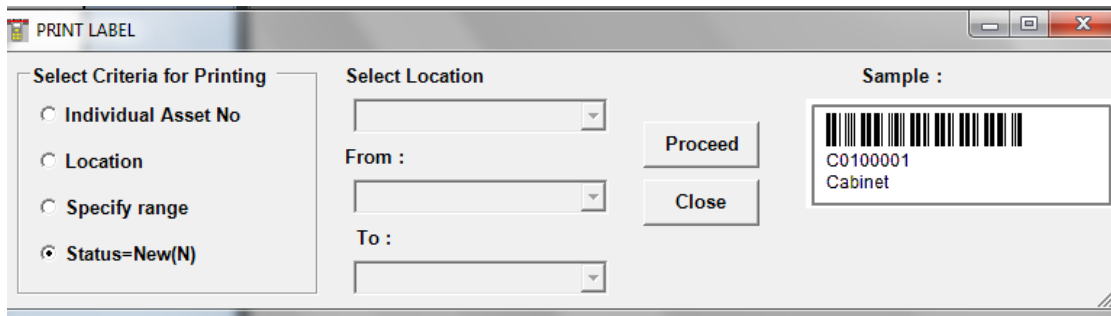 PRINT LABEL
Select Criteria for Printing
Individual Asset No
Location
Specify range
Status=New(N)
Select Location
From :
To :
Proceed
Close
Sample :
C0100001
Cabinet